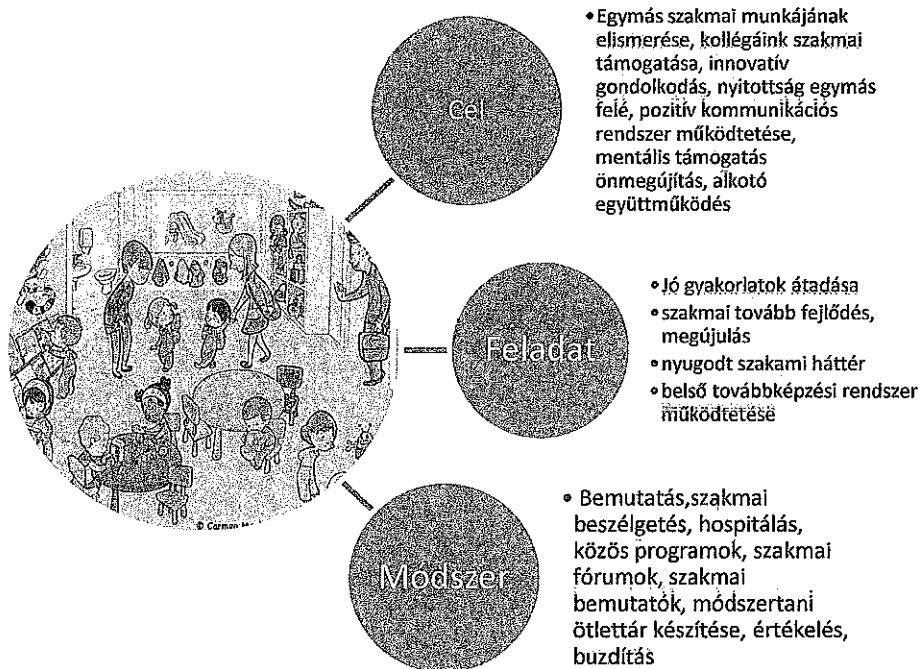 Cél
• Egymás szakmai munkájának
elismerése, kollégáink szakmai
támogatása, innovatív
gondolkodás, nyitottság egymás
felé, pozitív kommunikációs
rendszer működtetése,
mentális támogatás
önmegújítás, alkotó
együttműködés
Feladat
• Jó gyakorlatok átadása
• szakmai tovább fejlődés,
megújulás
• nyugodt szakami háttér
• belső továbbképzési rendszer
működtetése
Módszer
• Bemutatás,szakmai
beszélgetés, hospitálás,
közös programok, szakmai
fórumok, szakmai
bemutatók, módszertani
ötlettár készítése, értékelés,
buzdítás
© Carmen